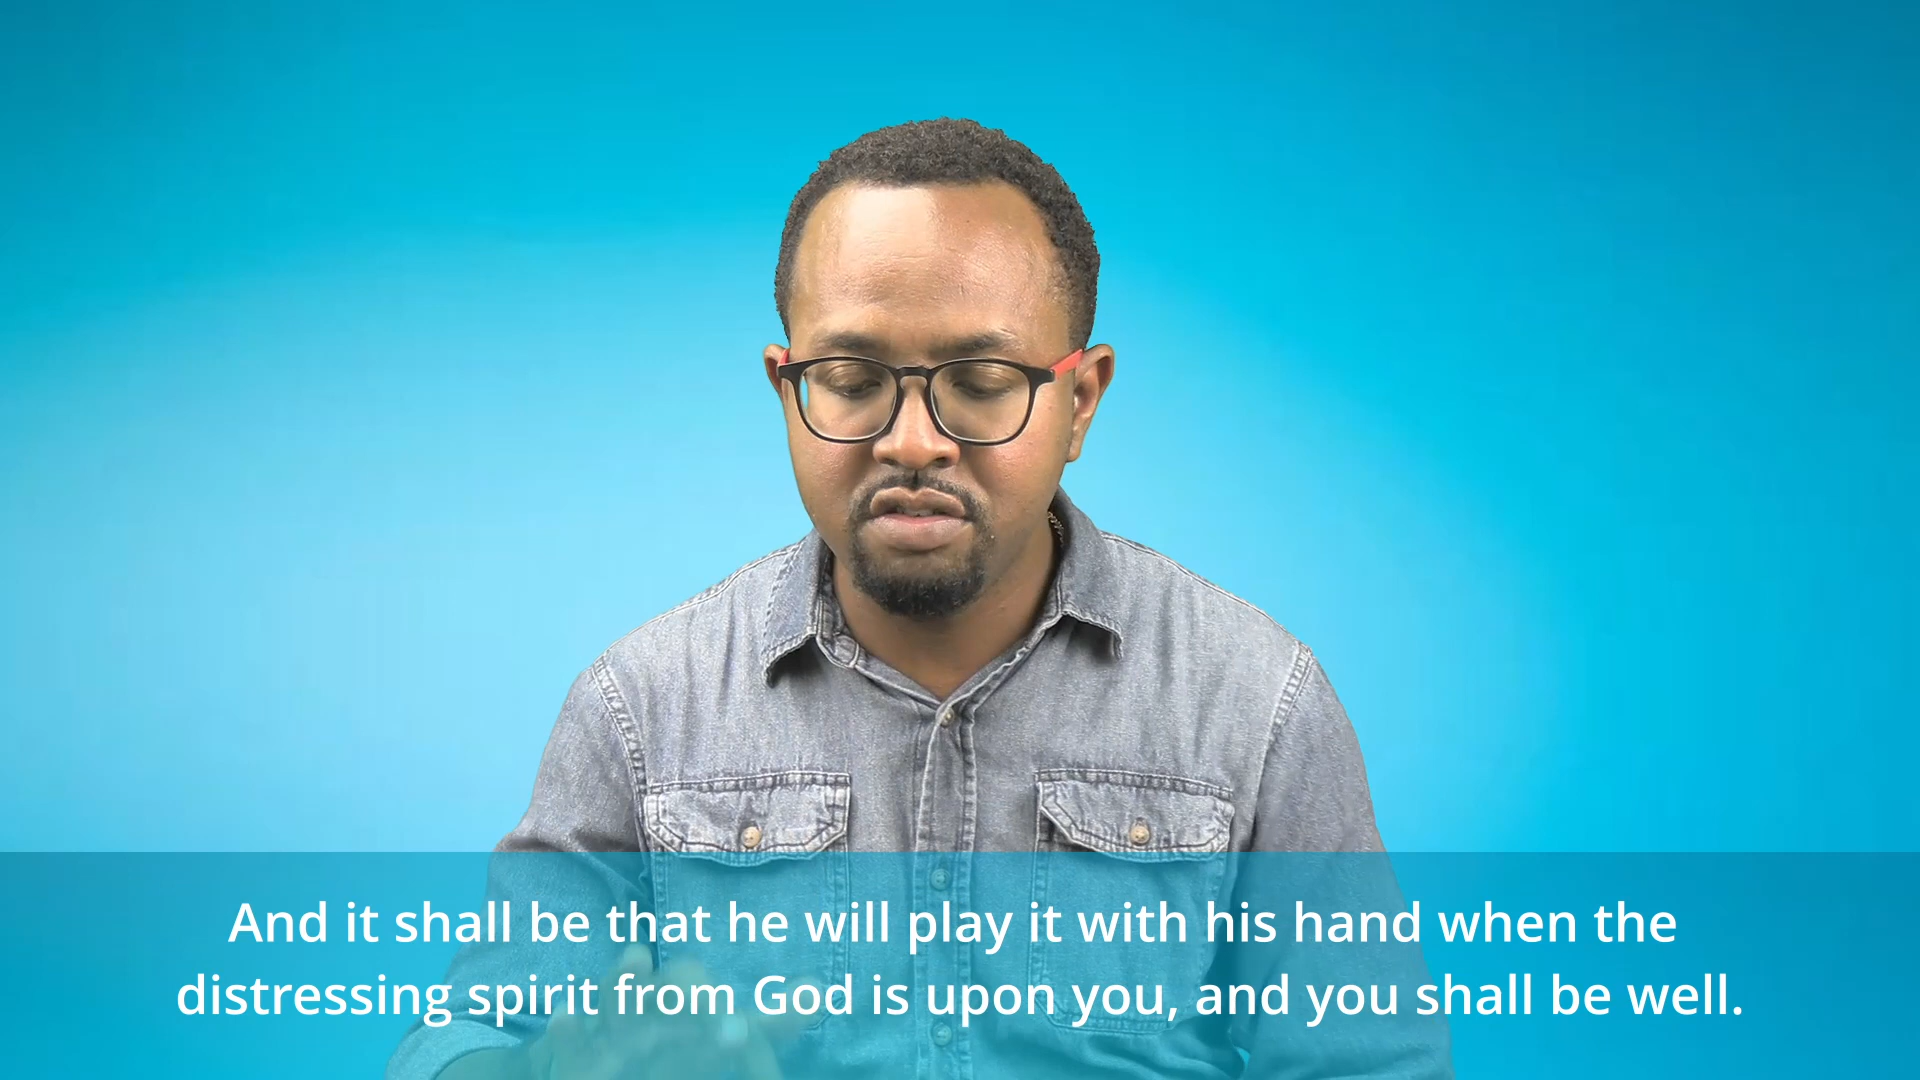 And it shall be that he will play it with his hand when the
distressing spirit from God is upon you, and you shall be well.